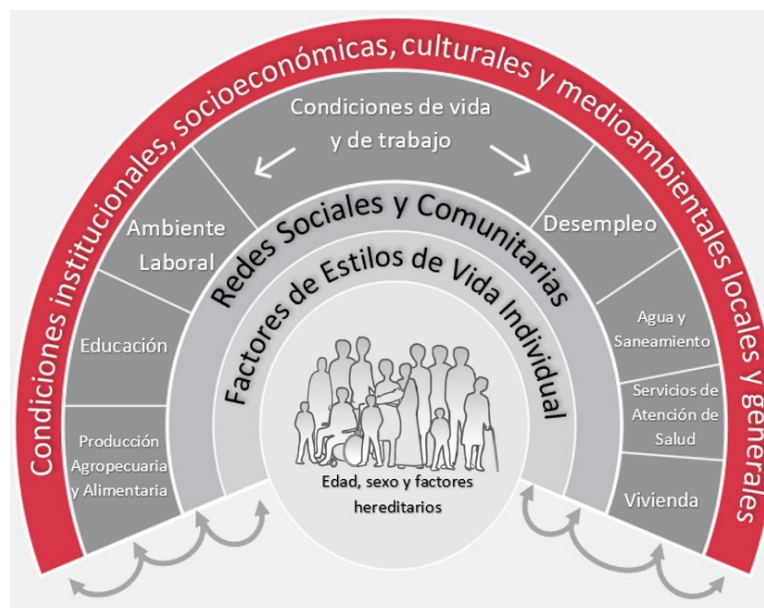 Condiciones institucionales, socioeconómicas, culturales y medioambientales locales y generales
Condiciones de vida
y de trabajo
Ambiente
Laboral
Educación
Producción
Agropecuaria
y Alimentaria
Desempleo
Agua y
Saneamiento
Servicios de
Atención de
Salud
Vivienda
Redes Sociales y Comunitarias
Factores de Estilos de Vida Individual
Edad, sexo y factores
hereditarios